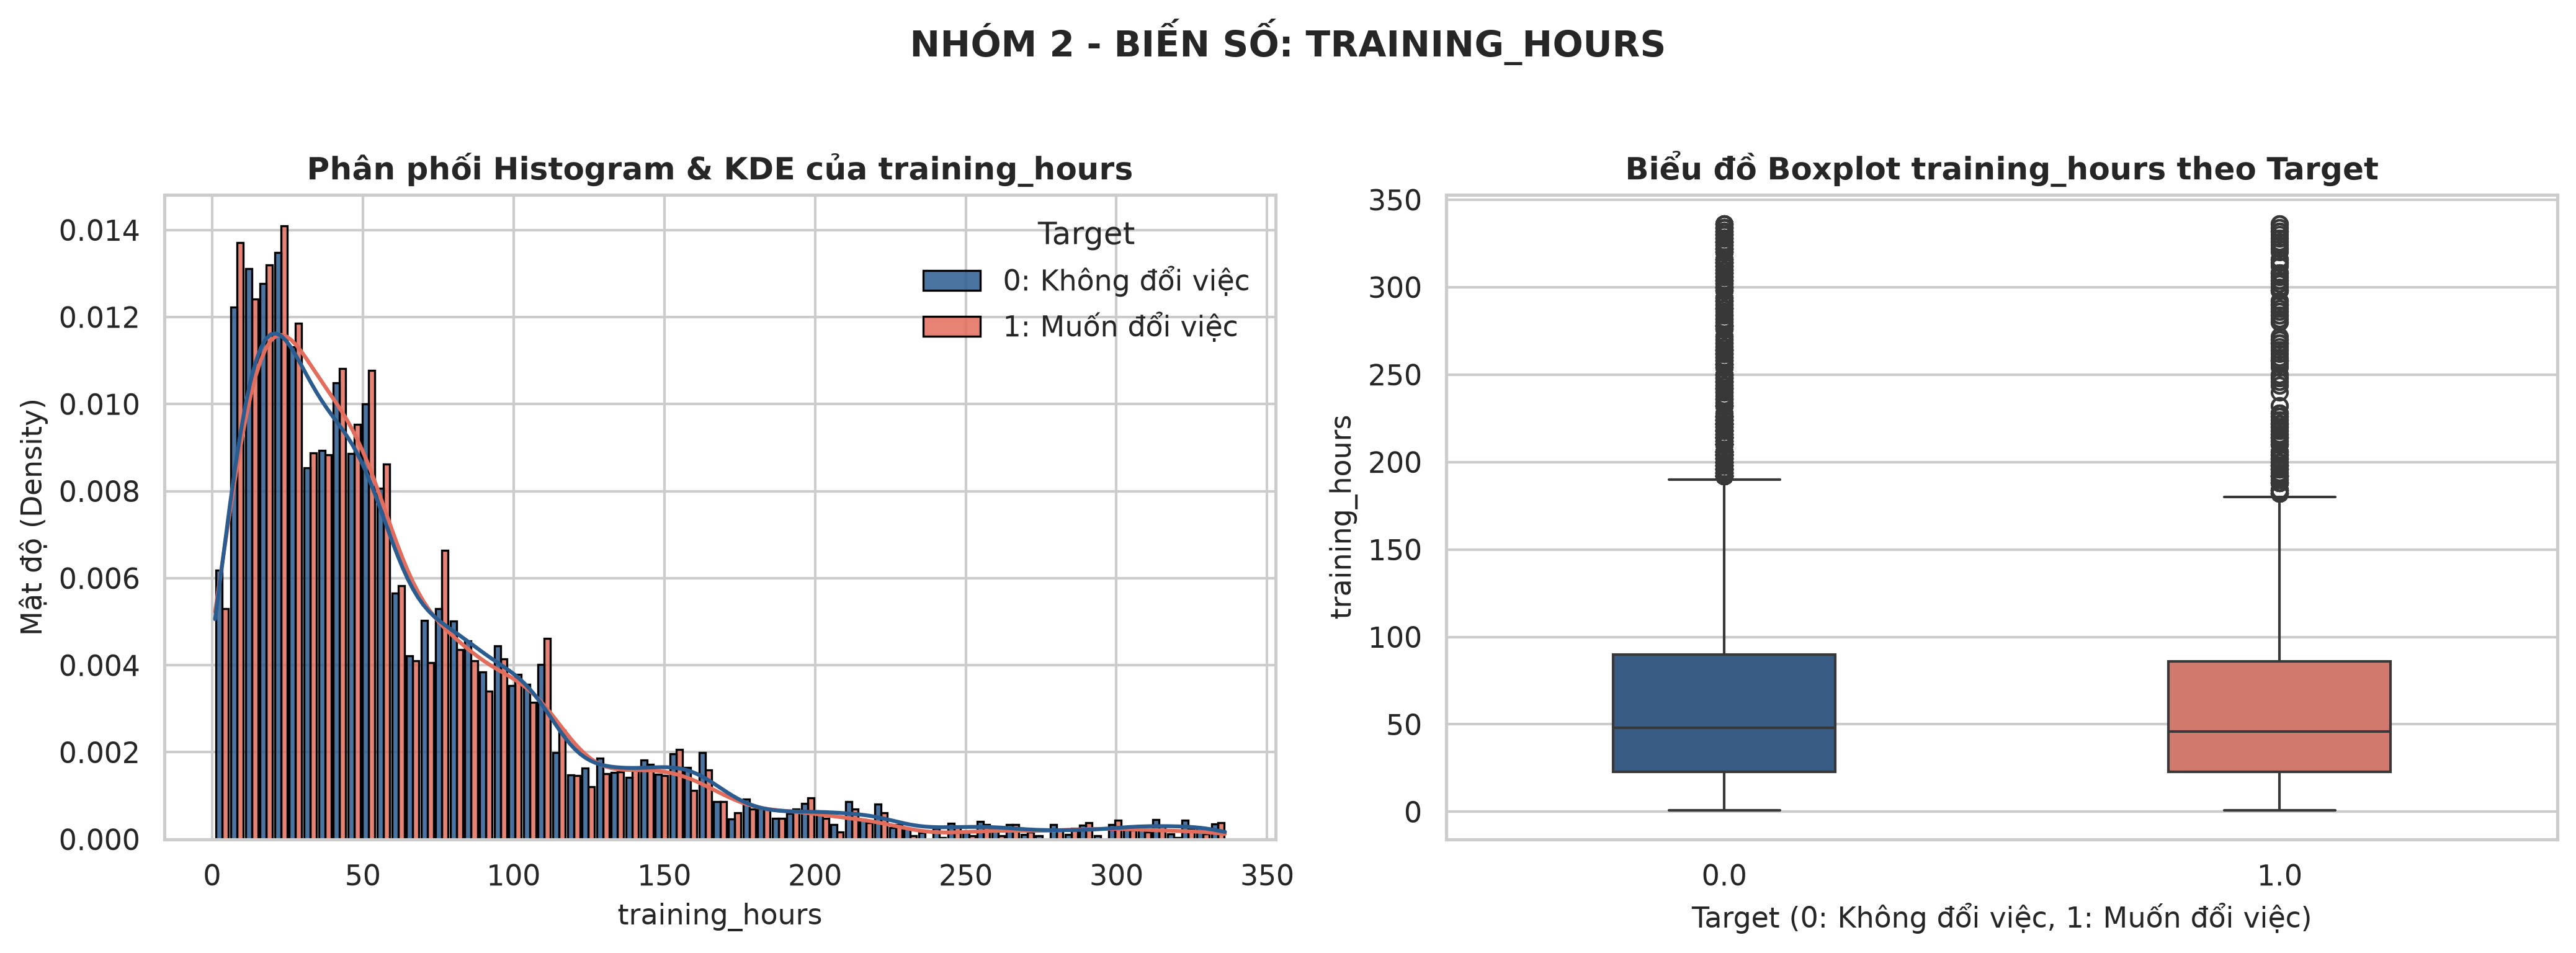 NHÓM 2 - BIẾN SỐ: TRAINING_HOURS
Phân phối Histogram & KDE của training_hours
Mật độ (Density)
0.014
0.012
0.010
0.008
0.006
0.004
0.002
0.000
Target
0: Không đổi việc
1: Muốn đổi việc
0 50 100 150 200 250 300 350
training_hours
Biểu đồ Boxplot training_hours theo Target
training_hours
350
300
250
200
150
100
50
0
0.0 1.0
Target (0: Không đổi việc, 1: Muốn đổi việc)